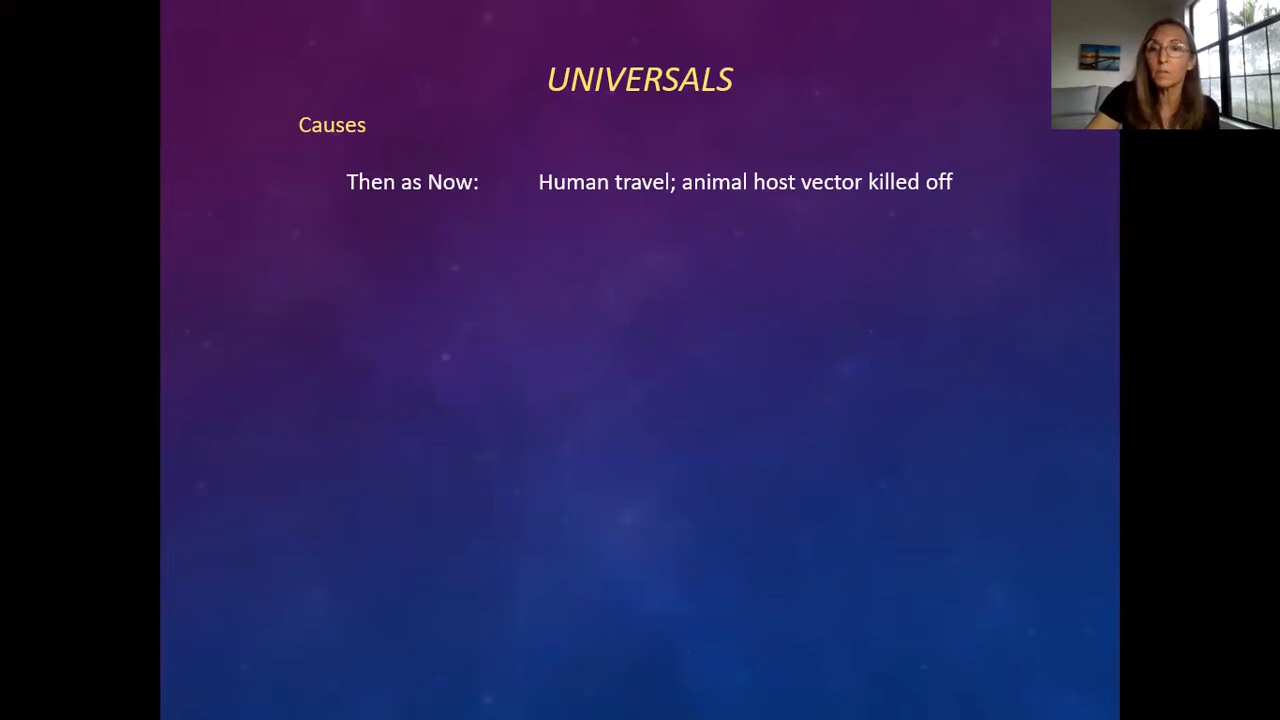 UNIVERSALS
Causes
Then as Now: Human travel; animal host vector killed off